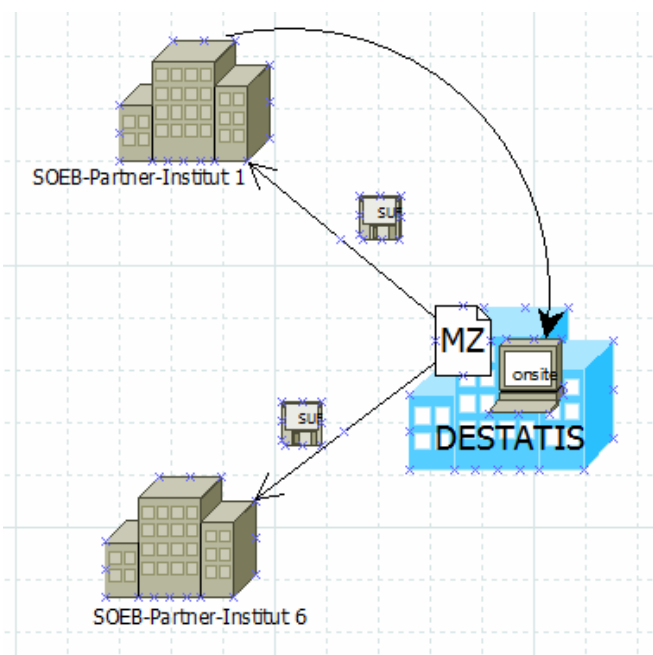 SOEB-Partner-Institut 1
SUF
MZ
onsite
DESTATIS
SUF
SOEB-Partner-Institut 6